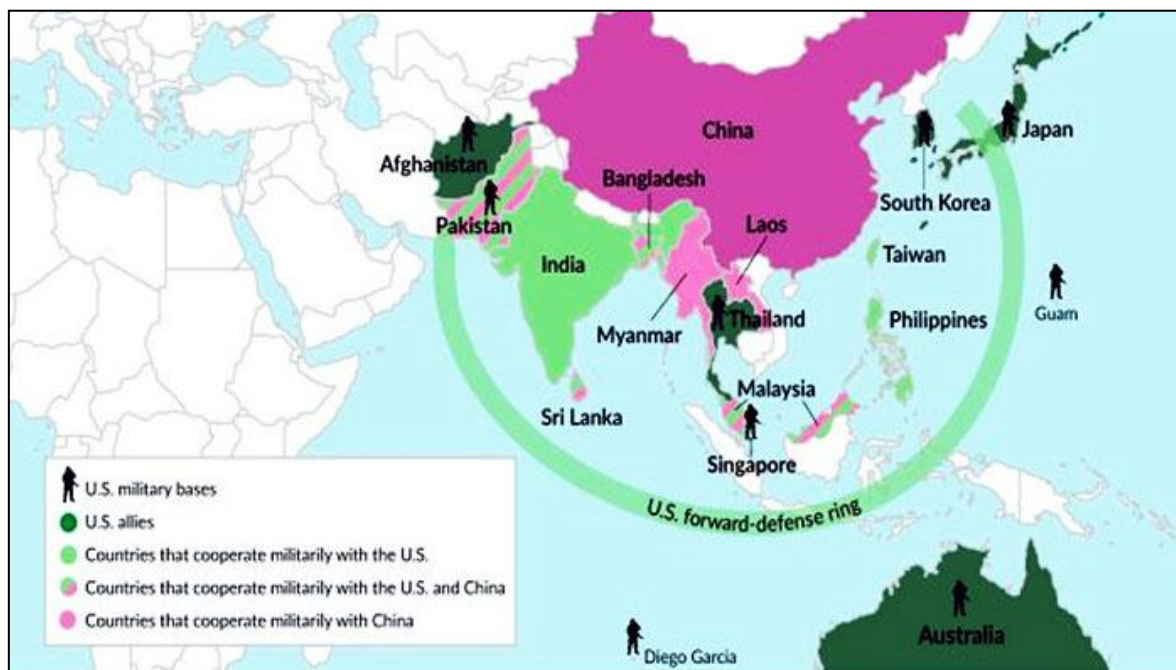 China
Japan
Afghanistan
Bangladesh
South Korea
Pakistan
Laos
Taiwan
India
Guam
Philippines
Thailand
Myanmar
Malaysia
Sri Lanka
Singapore
U.S. forward-defense ring
U.S. military bases
U.S. allies
Countries that cooperate militarily with the U.S.
Countries that cooperate militarily with the U.S. and China
Countries that cooperate militarily with China
Australia
Diego Garcia